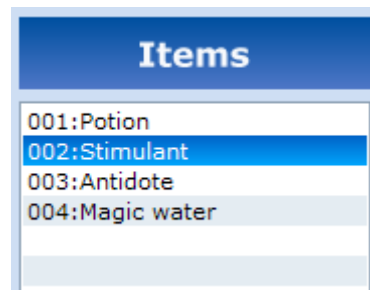 Items
001:Potion
002:Stimulant
003:Antidote
004:Magic water